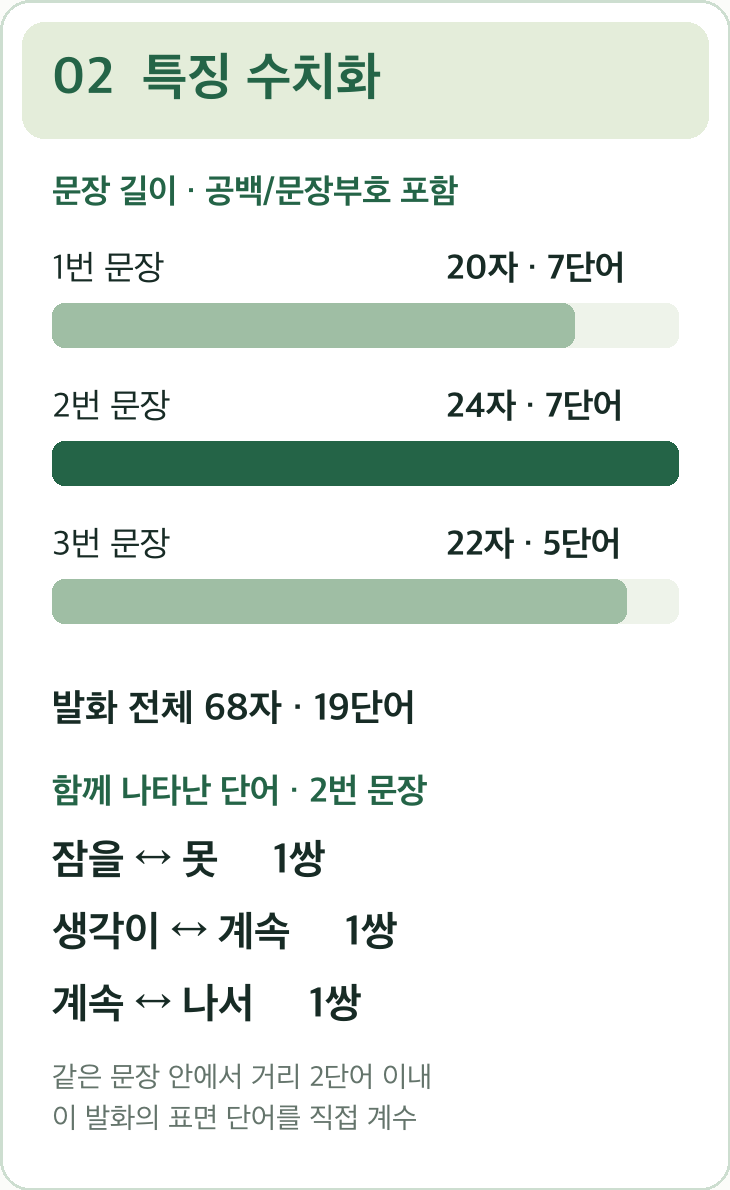 02 특징 수치화
문장 길이 · 공백/문장부호 포함
1번 문장 20자 · 7단어
2번 문장 24자 · 7단어
3번 문장 22자 · 5단어
발화 전체 68자 · 19단어
함께 나타난 단어 · 2번 문장
잠을 ↔ 못 1쌍
생각이 ↔ 계속 1쌍
계속 ↔ 나서 1쌍
같은 문장 안에서 거리 2단어 이내
이 발화의 표면 단어를 직접 계수